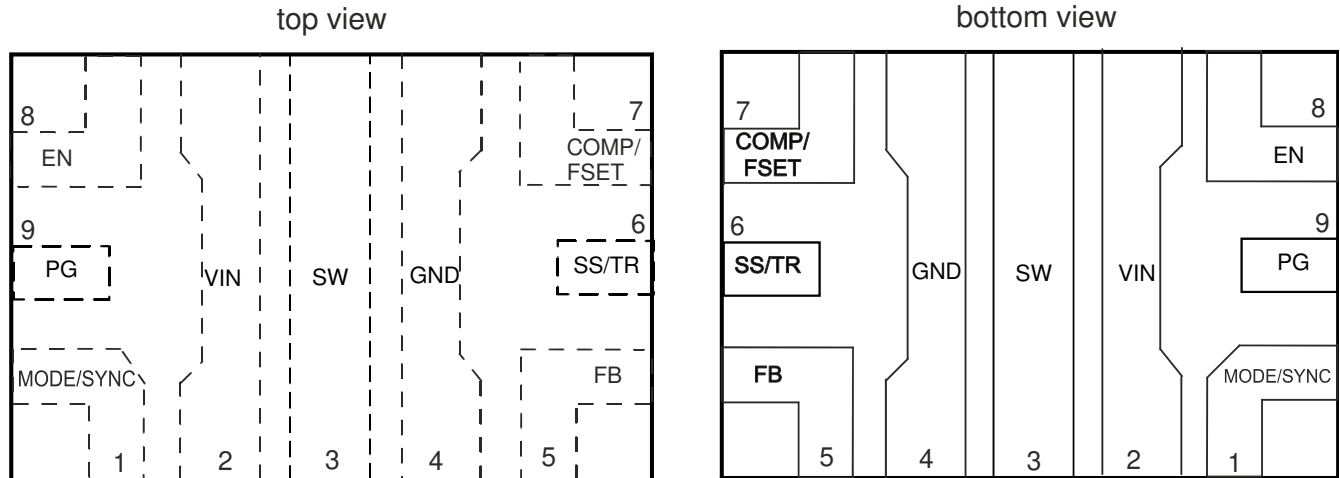 top view
8
7
EN
COMP/
FSET
9
6
PG
VIN
SW
GND
SS/TR
MODE/SYNC
FB
1
2
3
4
5
bottom view
7
8
COMP/
FSET
EN
6
9
SS/TR
GND
SW
VIN
PG
FB
MODE/SYNC
5
4
3
2
1